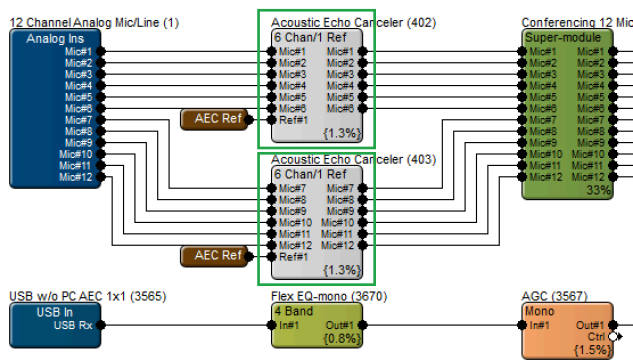 12 Channel Analog Mic/Line (1)
Analog Ins
Mic#1
Mic#2
Mic#3
Mic#4
Mic#5
Mic#6
Mic#7
Mic#8
Mic#9
Mic#10
Mic#11
Mic#12
Acoustic Echo Canceler (402)
6 Chan/1 Ref
Mic#1 Mic#1
Mic#2 Mic#2
Mic#3 Mic#3
Mic#4 Mic#4
Mic#5 Mic#5
Mic#6 Mic#6
AEC Ref
Ref#1
{1.3%}
Acoustic Echo Canceler (403)
6 Chan/1 Ref
Mic#7 Mic#7
Mic#8 Mic#8
Mic#9 Mic#9
Mic#10 Mic#10
Mic#11 Mic#11
Mic#12 Mic#12
AEC Ref
Ref#1
{1.3%}
Conferencing 12 Mic
Super-module
Mic#1 Mic#1
Mic#2 Mic#2
Mic#3 Mic#3
Mic#4 Mic#4
Mic#5 Mic#5
Mic#6 Mic#6
Mic#7 Mic#7
Mic#8 Mic#8
Mic#9 Mic#9
Mic#10 Mic#10
Mic#11 Mic#11
Mic#12 Mic#12
33%
USB w/o PC AEC 1x1 (3565)
USB In
USB Rx
Flex EQ-mono (3670)
4 Band
In#1 Out#1
{0.8%}
AGC (3567)
Mono
In#1 Out#1
Ctrl
{1.5%}